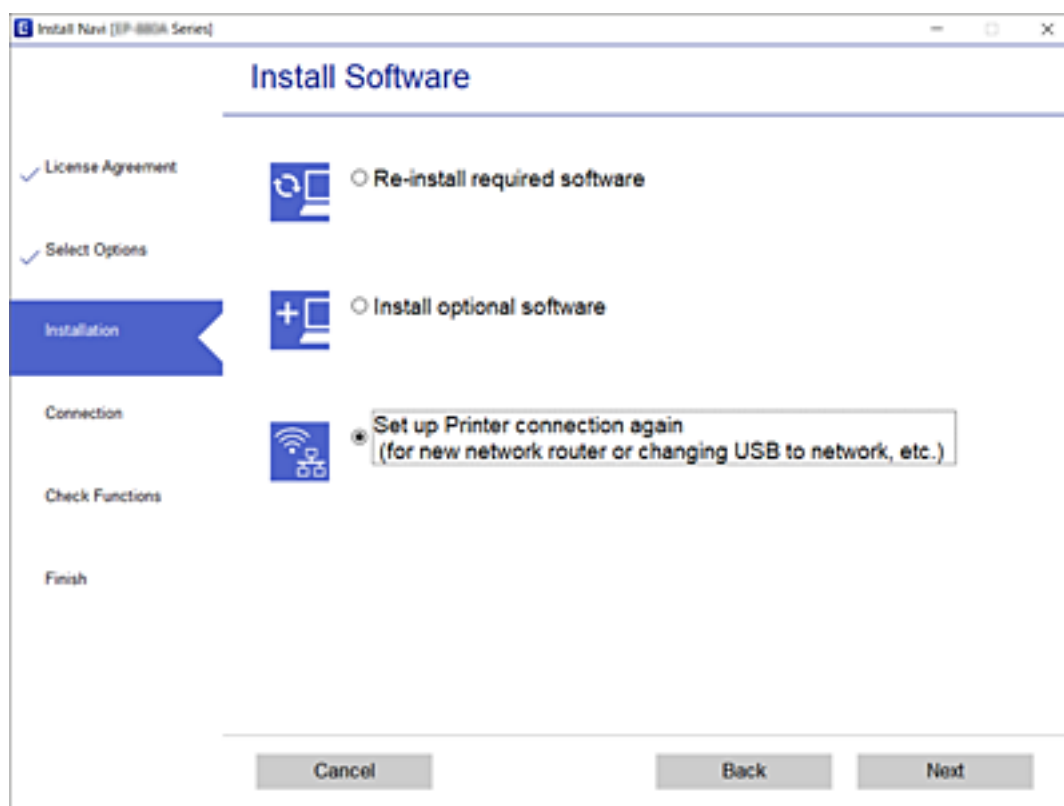 Install Navi [ Series]
Install Software
License Agreement
Select Options
Installation
Connection
Check Functions
Finish
Re-install required software
Install optional software
Set up Printer connection again
(for new network router or changing USB to network, etc.)
Cancel
Back
Next